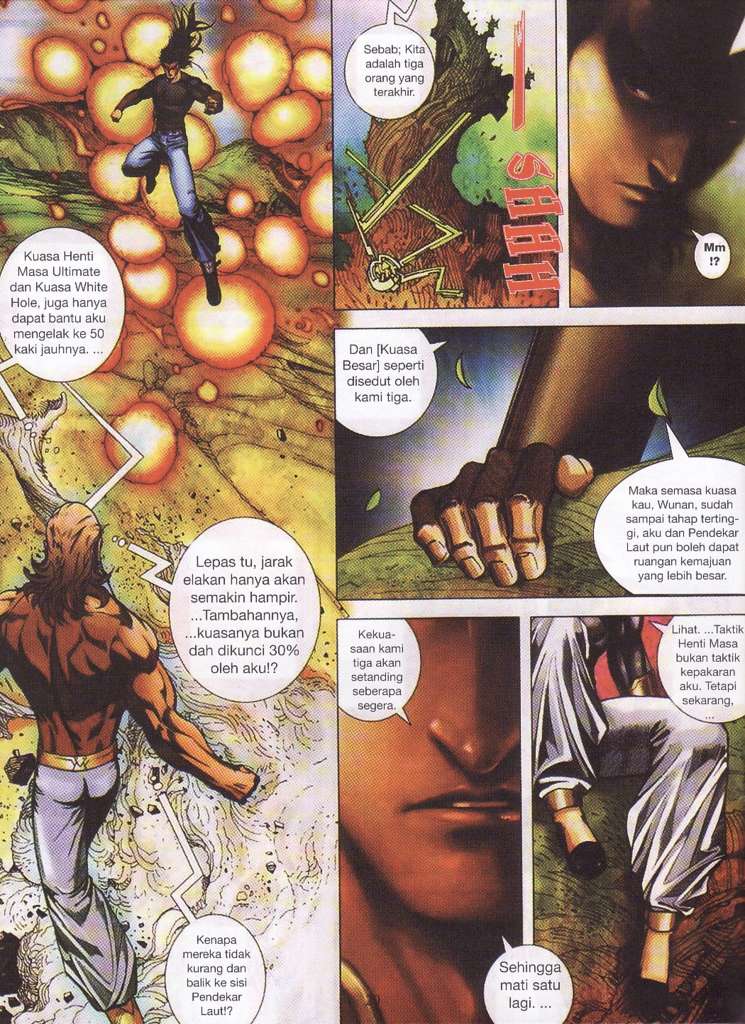 Kuasa Henti
Masa Ultimate
dan Kuasa White
Hole, juga hanya
dapat bantu aku
mengelak ke 50
kaki jauhnya. ...
Lepas tu, jarak
elakan hanya akan
semakin hampir.
...Tambahannya,
...kuasanya bukan
dah dikunci 30%
oleh aku!?
Kenapa
mereka tidak
kurang dan
balik ke sisi
Pendekar
Laut!?
Sebab; Kita
adalah tiga
orang yang
terakhir.
SHHH
Mm
!?
Dan [Kuasa
Besar] seperti
disedut oleh
kami tiga.
Maka semasa kuasa
kau, Wunan, sudah
sampai tahap terting-
gi, aku dan Pendekar
Laut pun boleh dapat
ruangan kemajuan
yang lebih besar.
Kekua-
saan kami
tiga akan
setanding
seberapa
segera.
Sehingga
mati satu
lagi. ...
Lihat. ...Taktik
Henti Masa
bukan taktik
kepakaran
aku. Tetapi
sekarang,
...